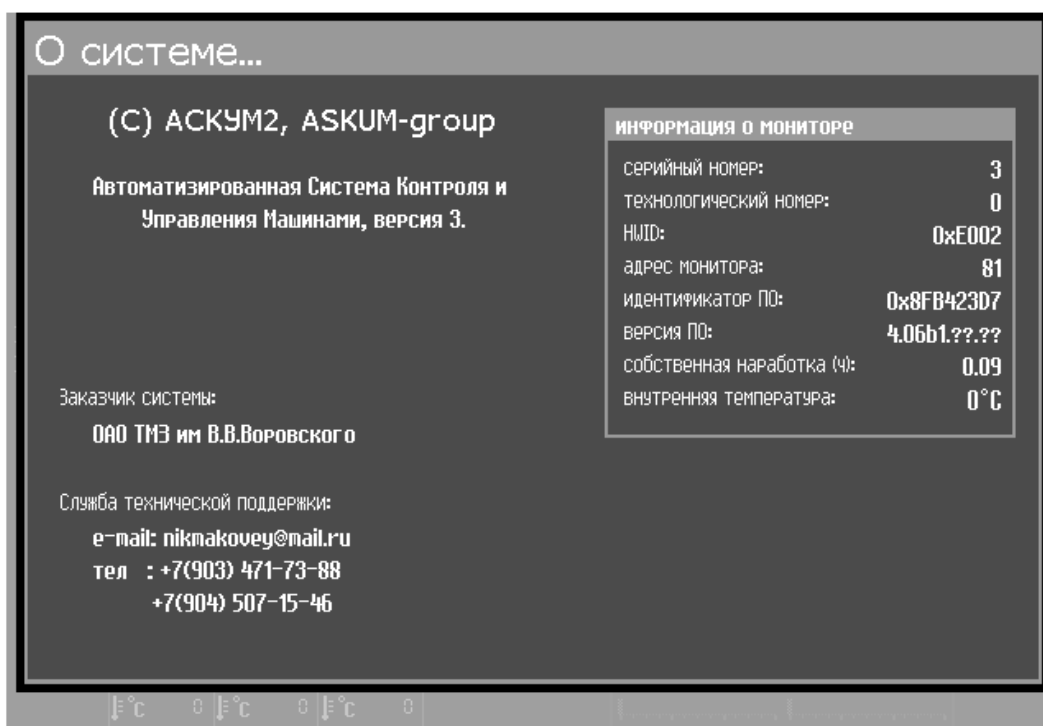 О системе...
(C) АСКУМ2, ASKUM-group
Автоматизированная Система Контроля и
Управления Машинами, версия 3.
Заказчик системы:
ОАО ТМЗ им В.В.Воровского
Служба технической поддержки:
e-mail: nikmakovey@mail.ru
тел : +7(903) 471-73-88
+7(904) 507-15-46
информация о мониторе
серийный номер: 3
технологический номер: 0
HWID: 0xE002
адрес монитора: 81
идентификатор ПО: 0x8FB423D7
версия ПО: 4.06b1.??.??
собственная наработка (ч): 0.09
внутренняя температура: 0°C
°C 0 °C 0 °C 0